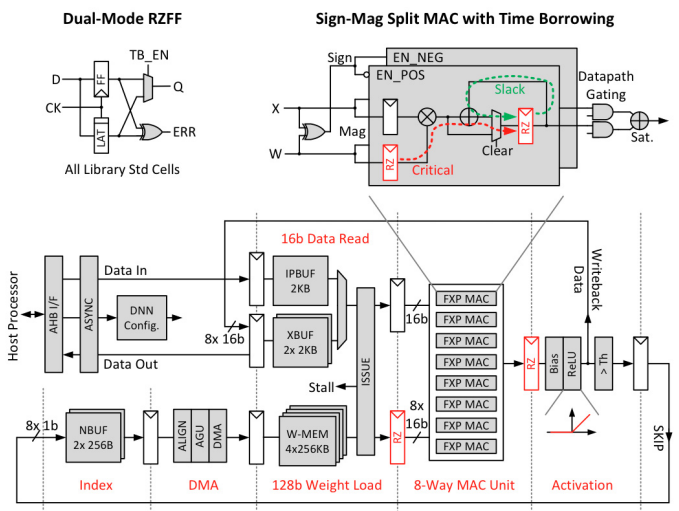 Dual-Mode RZFF
Sign-Mag Split MAC with Time Borrowing
TB_EN
D
FF
Q
CK
LAT
ERR
All Library Std Cells
Sign
EN_NEG
EN_POS
Slack
Datapath
Gating
X
Mag
RZ
Sat.
W
RZ
Clear
Critical
16b Data Read
Host Processor
AHB I/F
ASYNC
Data In
DNN
Config.
Data Out
8x 16b
IPBUF
2KB
XBUF
2x 2KB
ISSUE
Stall
16b
FXP MAC
FXP MAC
FXP MAC
FXP MAC
FXP MAC
FXP MAC
FXP MAC
FXP MAC
RZ
Bias
ReLU
> Th
Writeback
Data
8x 1b
NBUF
2x 256B
ALIGN
AGU
DMA
W-MEM
4x256KB
RZ
8x
16b
SKIP
Index
DMA
128b Weight Load
8-Way MAC Unit
Activation